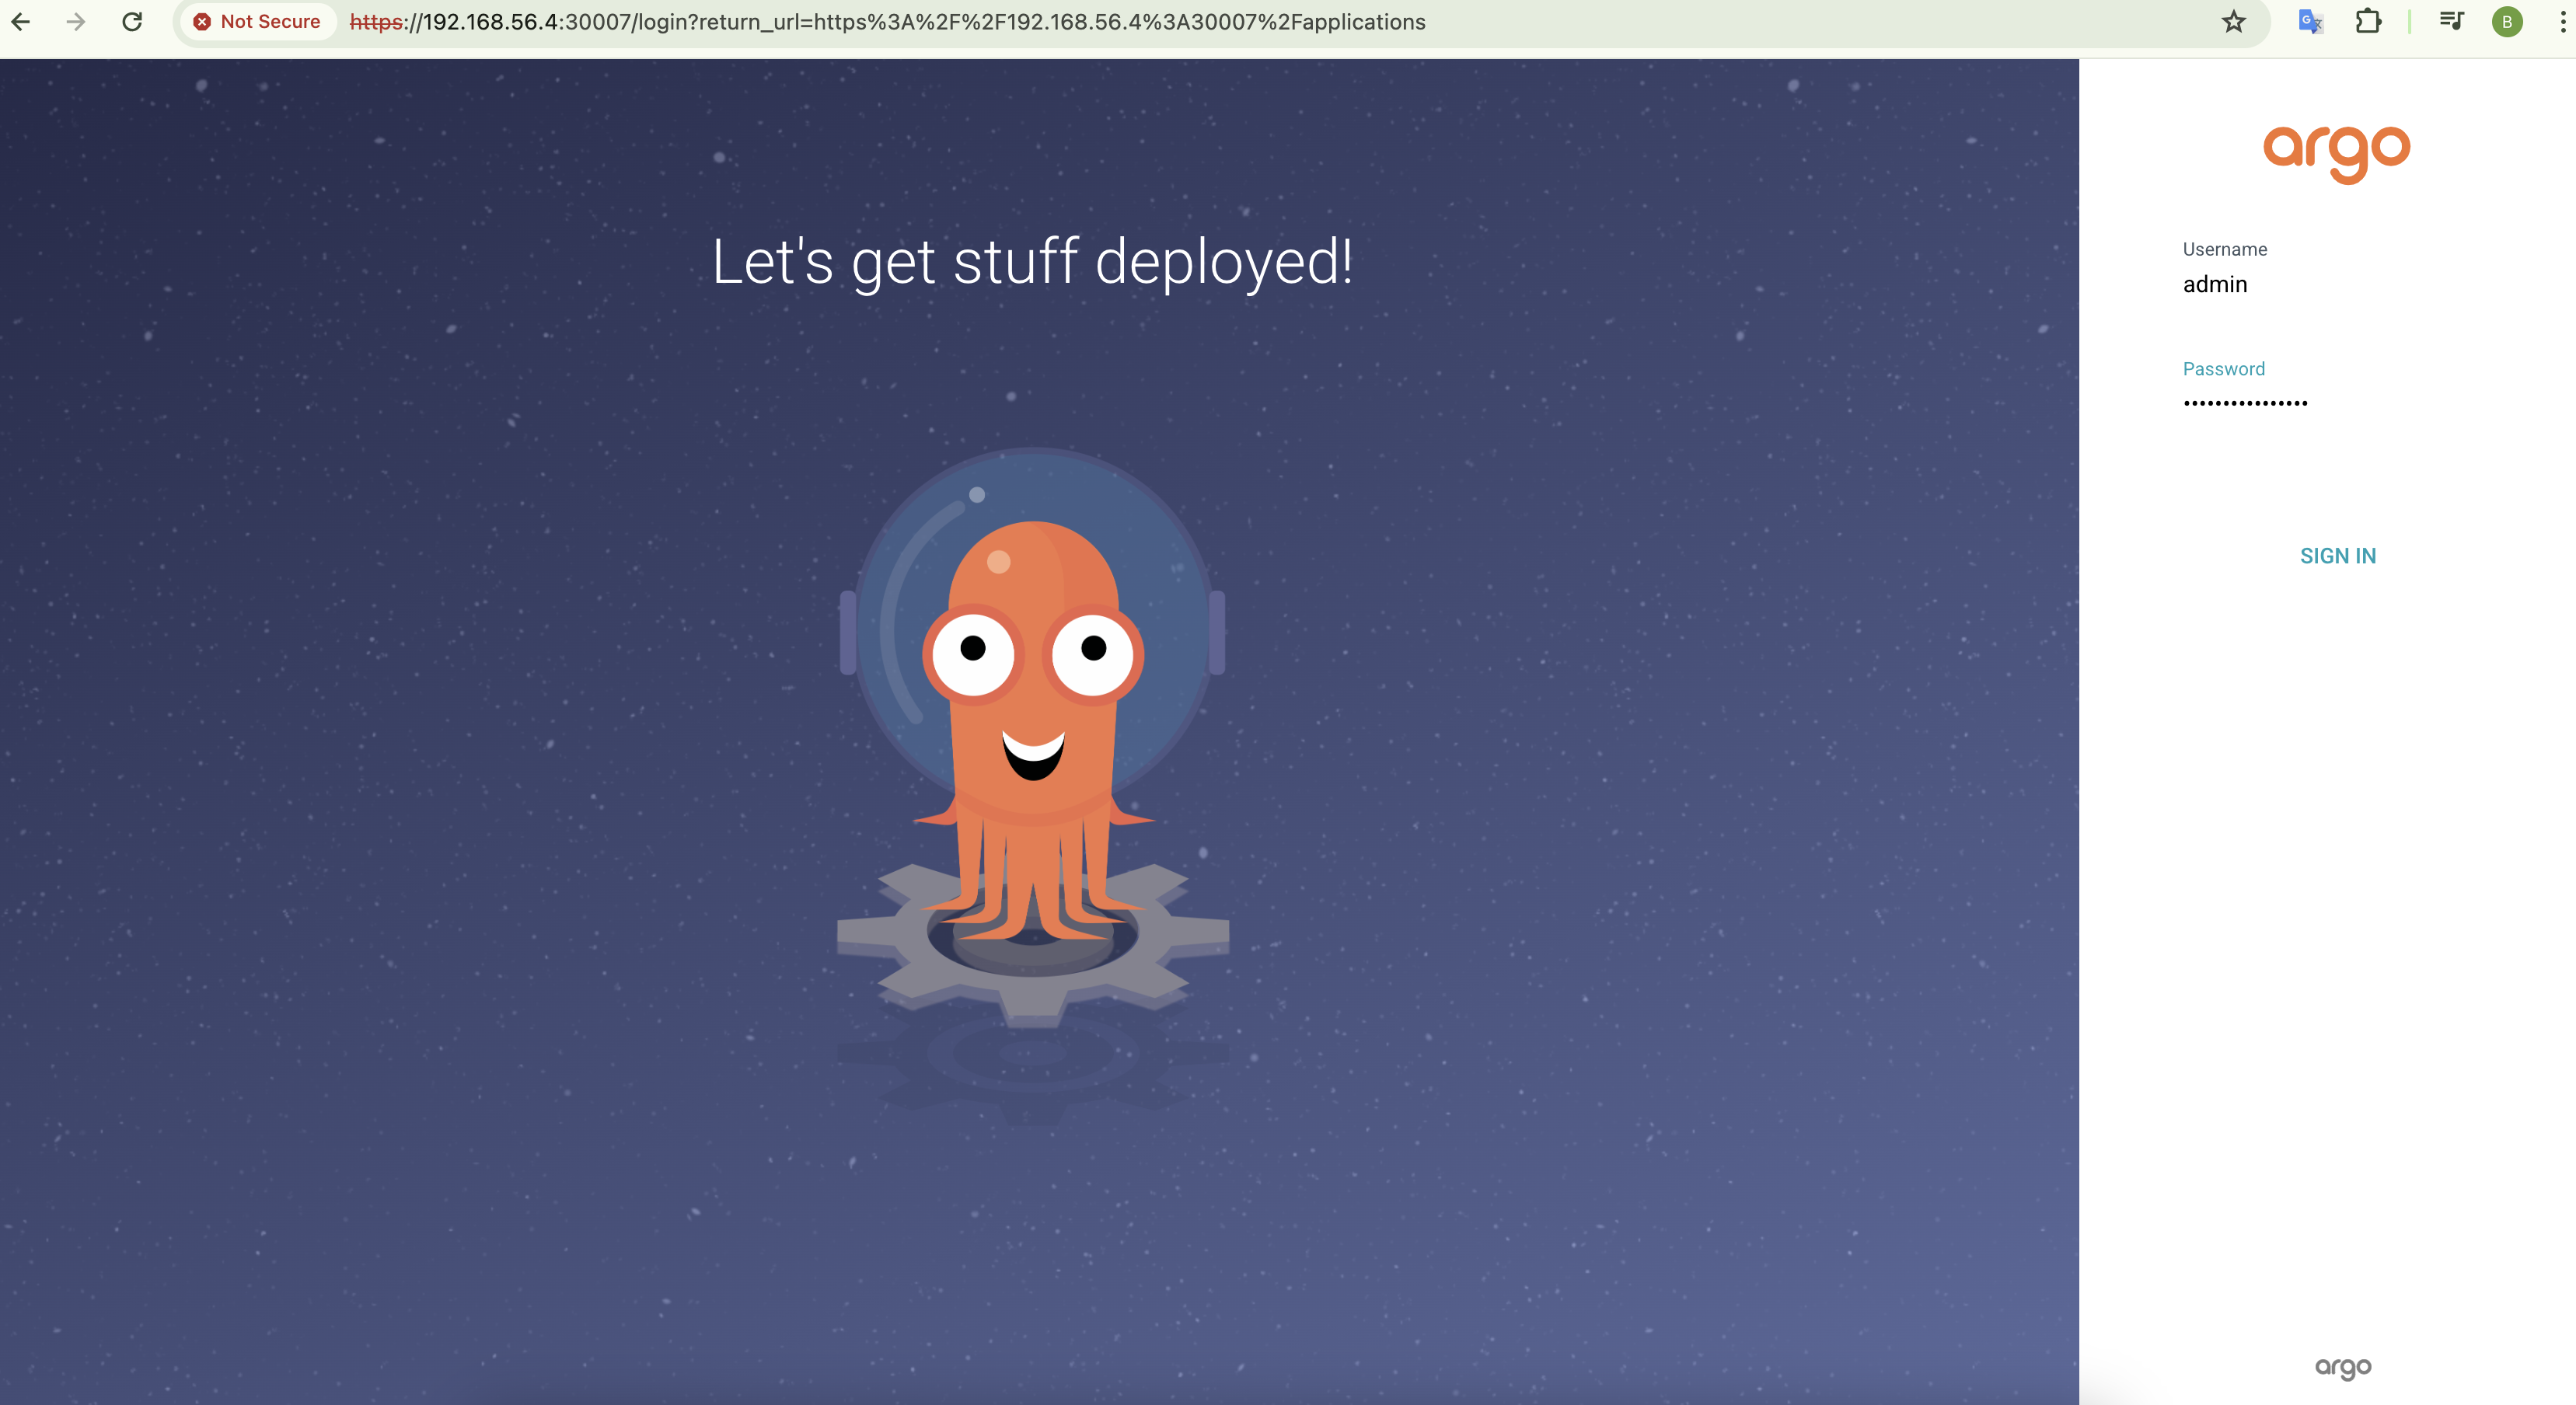 Not Secure
https://192.168.56.4:30007/login?return_url=https%3A%2F%2F192.168.56.4%3A30007%2Fapplications
B
argo
Let's get stuff deployed!
Username
admin
Password
••••••••••••••••
SIGN IN
argo